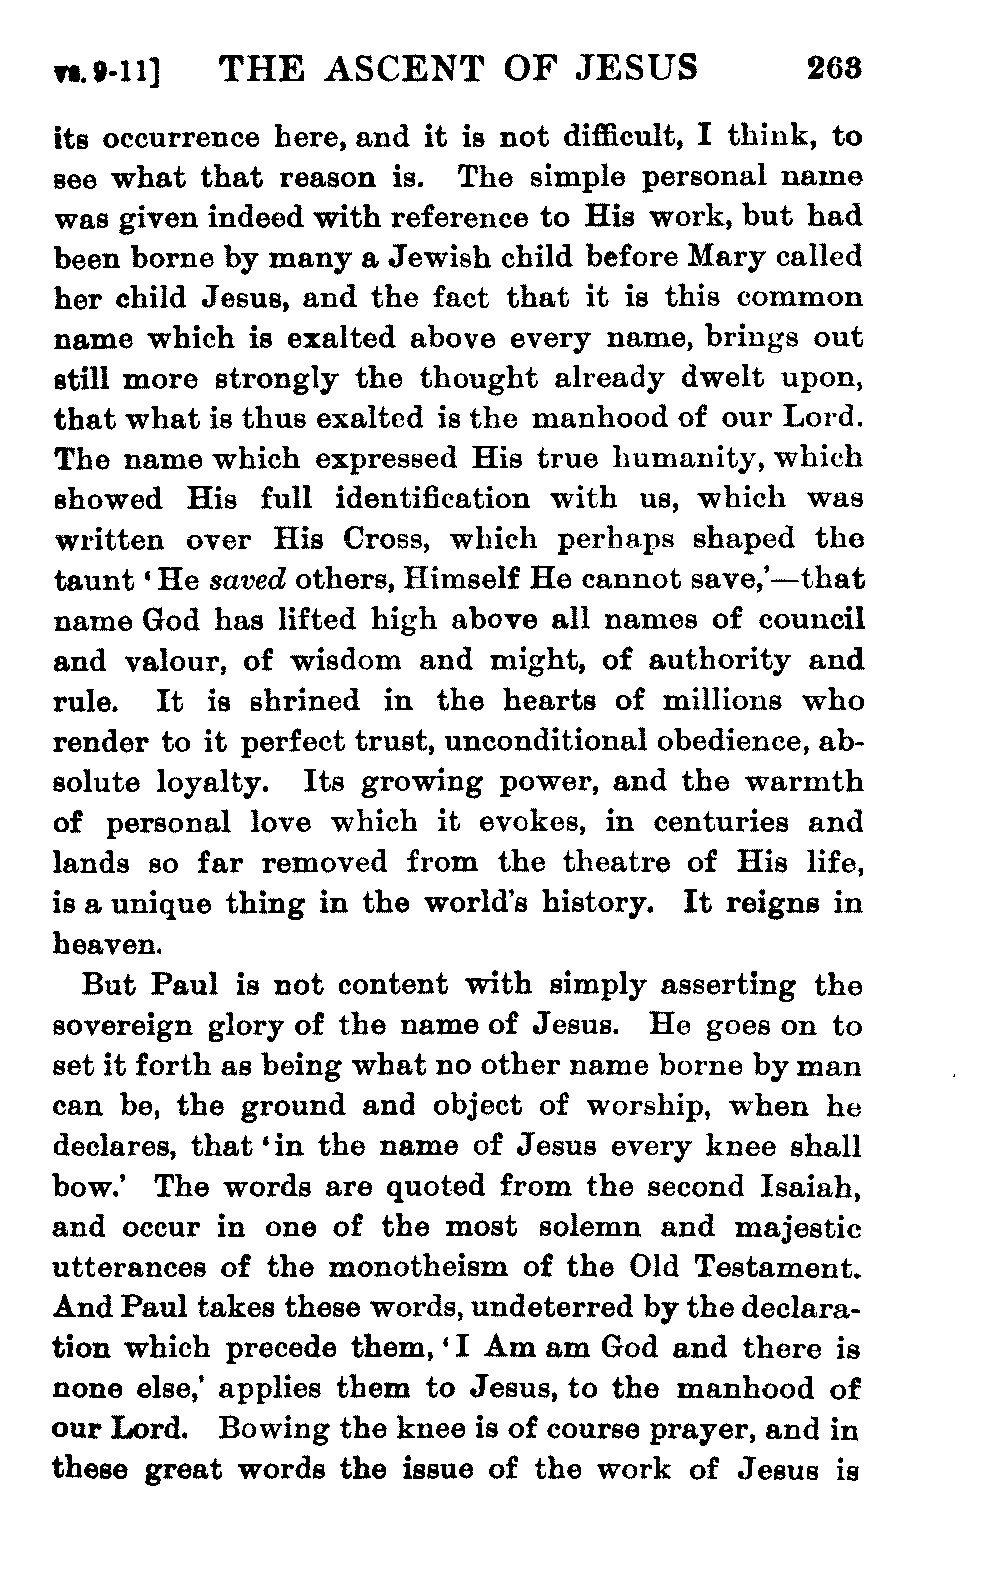 vs. 9-11] THE ASCENT OF JESUS 263
its occurrence here, and it is not difficult, I think, to
see what that reason is. The simple personal name
was given indeed with reference to His work, but had
been borne by many a Jewish child before Mary called
her child Jesus, and the fact that it is this common
name which is exalted above every name, brings out
still more strongly the thought already dwelt upon,
that what is thus exalted is the manhood of our Lord.
The name which expressed His true humanity, which
showed His full identification with us, which was
written over His Cross, which perhaps shaped the
taunt ‘He saved others, Himself He cannot save,’—that
name God has lifted high above all names of council
and valour, of wisdom and might, of authority and
rule. It is shrined in the hearts of millions who
render to it perfect trust, unconditional obedience, ab-
solute loyalty. Its growing power, and the warmth
of personal love which it evokes, in centuries and
lands so far removed from the theatre of His life,
is a unique thing in the world’s history. It reigns in
heaven.
But Paul is not content with simply asserting the
sovereign glory of the name of Jesus. He goes on to
set it forth as being what no other name borne by man
can be, the ground and object of worship, when he
declares, that ‘in the name of Jesus every knee shall
bow.’ The words are quoted from the second Isaiah,
and occur in one of the most solemn and majestic
utterances of the monotheism of the Old Testament.
And Paul takes these words, undeterred by the declara-
tion which precede them, ‘I Am am God and there is
none else,’ applies them to Jesus, to the manhood of
our Lord. Bowing the knee is of course prayer, and in
these great words the issue of the work of Jesus is